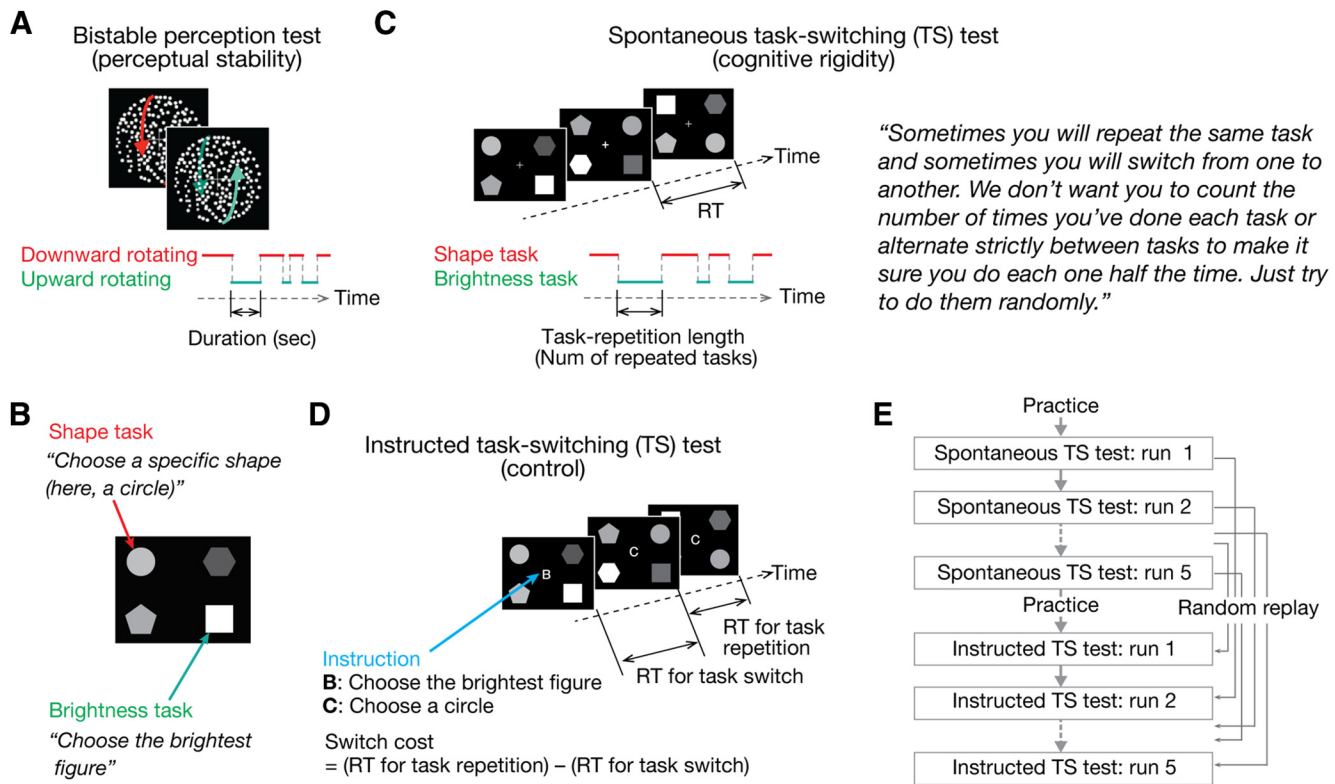 A
Bistable perception test
(perceptual stability)
Downward rotating
Upward rotating
Time
Duration (sec)
C
Spontaneous task-switching (TS) test
(cognitive rigidity)
Time
RT
Shape task
Brightness task
Time
Task-repetition length
(Num of repeated tasks)
“Sometimes you will repeat the same task
and sometimes you will switch from one to
another. We don’t want you to count the
number of times you’ve done each task or
alternate strictly between tasks to make it
sure you do each one half the time. Just try
to do them randomly.”
B
Shape task
“Choose a specific shape
(here, a circle)”
Brightness task
“Choose the brightest
figure”
D
Instructed task-switching (TS) test
(control)
B
C
C
Time
RT for task
repetition
RT for task switch
Instruction
B: Choose the brightest figure
C: Choose a circle
Switch cost
= (RT for task repetition) – (RT for task switch)
E
Practice
Spontaneous TS test: run 1
Spontaneous TS test: run 2
Spontaneous TS test: run 5
Practice
Random replay
Instructed TS test: run 1
Instructed TS test: run 2
Instructed TS test: run 5